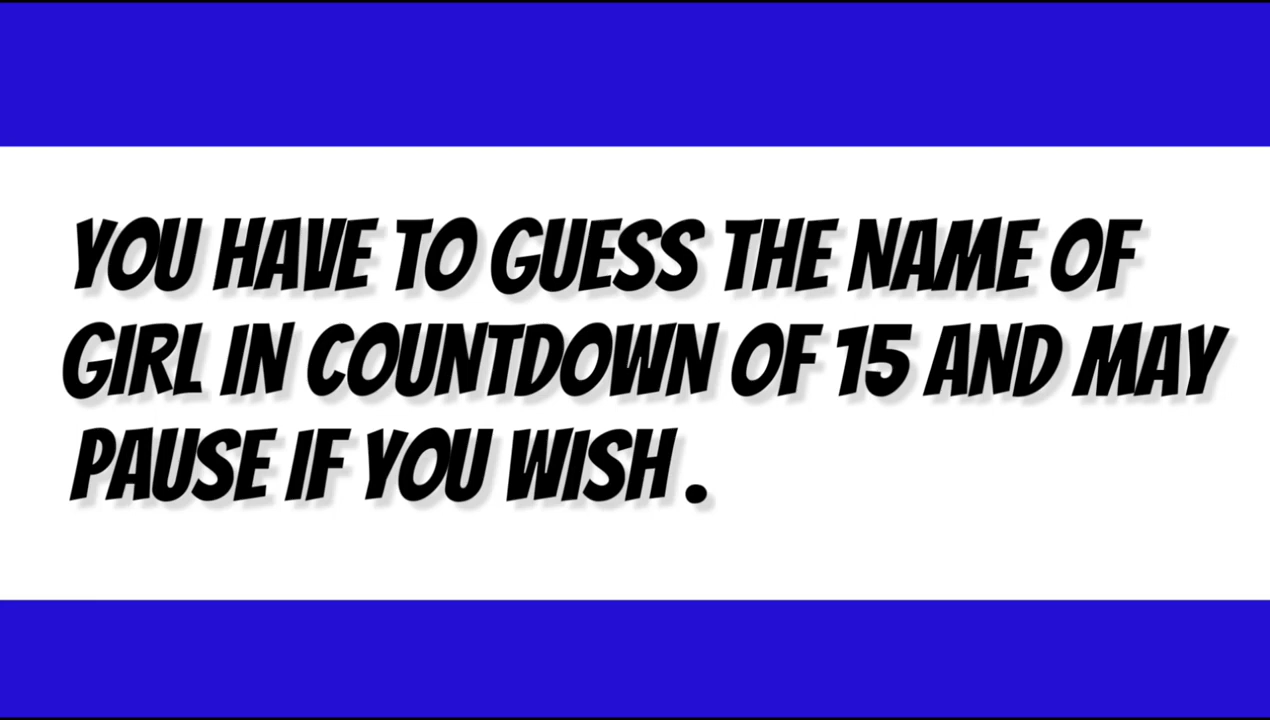 YOU HAVE TO GUESS THE NAME OF
GIRL IN COUNTDOWN OF 15 AND MAY
PAUSE IF YOU WISH .